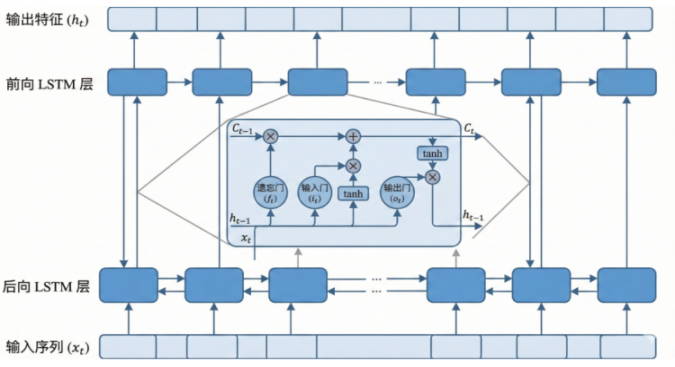 输出特征 (h_t)
前向 LSTM 层
...
C_{t-1}
×
+
C_t
tanh
×
×
遗忘门
(f_t)
输入门
(i_t)
tanh
输出门
(o_t)
h_{t-1}
h_{t-1}
x_t
后向 LSTM 层
...
...
输入序列 (x_t)